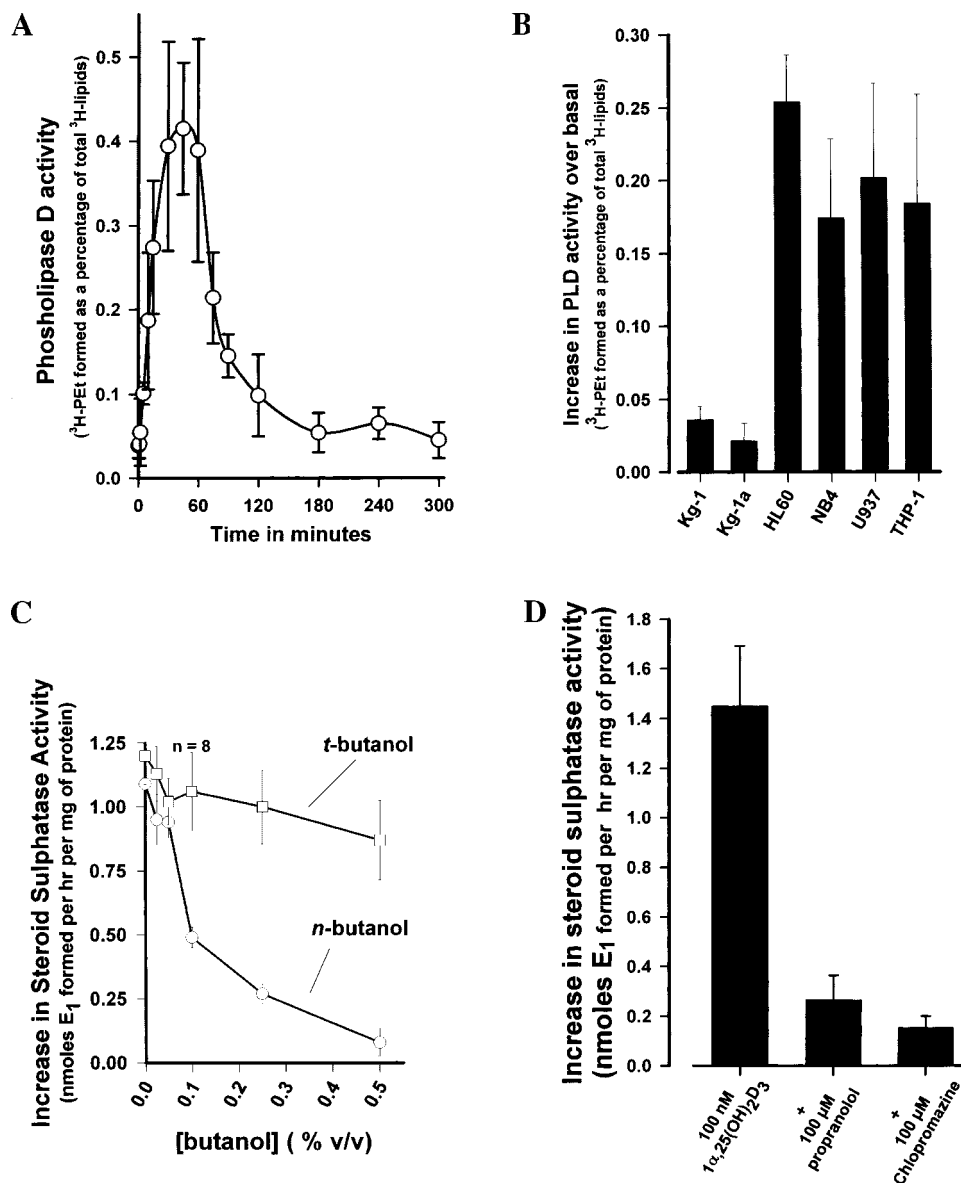 A
Phosholipase D activity
(³H-PEt formed as a percentage of total ³H-lipids)
0.5
0.4
0.3
0.2
0.1
0.0
0 60 120 180 240 300
Time in minutes
B
Increase in PLD activity over basal
(³H-PEt formed as a percentage of total ³H-lipids)
0.30
0.25
0.20
0.15
0.10
0.05
0.00
Kg-1 Kg-1a HL60 NB4 U937 THP-1
C
Increase in Steroid Sulphatase Activity
(nmoles E₁ formed per hr per mg of protein)
1.25
1.00
0.75
0.50
0.25
0.00
n = 8
t-butanol
n-butanol
0.0 0.1 0.2 0.3 0.4 0.5
[butanol] ( % v/v)
D
Increase in steroid sulphatase activity
(nmoles E₁ formed per hr per mg of protein)
1.8
1.6
1.4
1.2
1.0
0.8
0.6
0.4
0.2
0.0
100 nM
1α,25(OH)₂D₃
+
100 µM
propranolol
+
100 µM
Chlopromazine